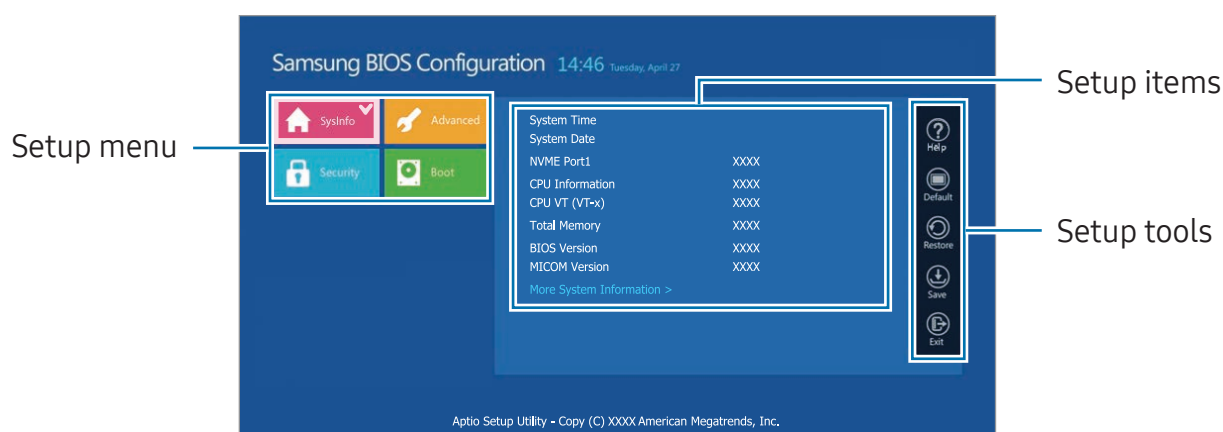 Samsung BIOS Configuration 14:46 Tuesday, April 27
Setup menu
SysInfo
Advanced
Security
Boot
Setup items
System Time
System Date
NVME Port1 XXXX
CPU Information XXXX
CPU VT (VT-x) XXXX
Total Memory XXXX
BIOS Version XXXX
MICOM Version XXXX
More System Information >
Help
Default
Restore
Save
Exit
Setup tools
Aptio Setup Utility - Copy (C) XXXX American Megatrends, Inc.